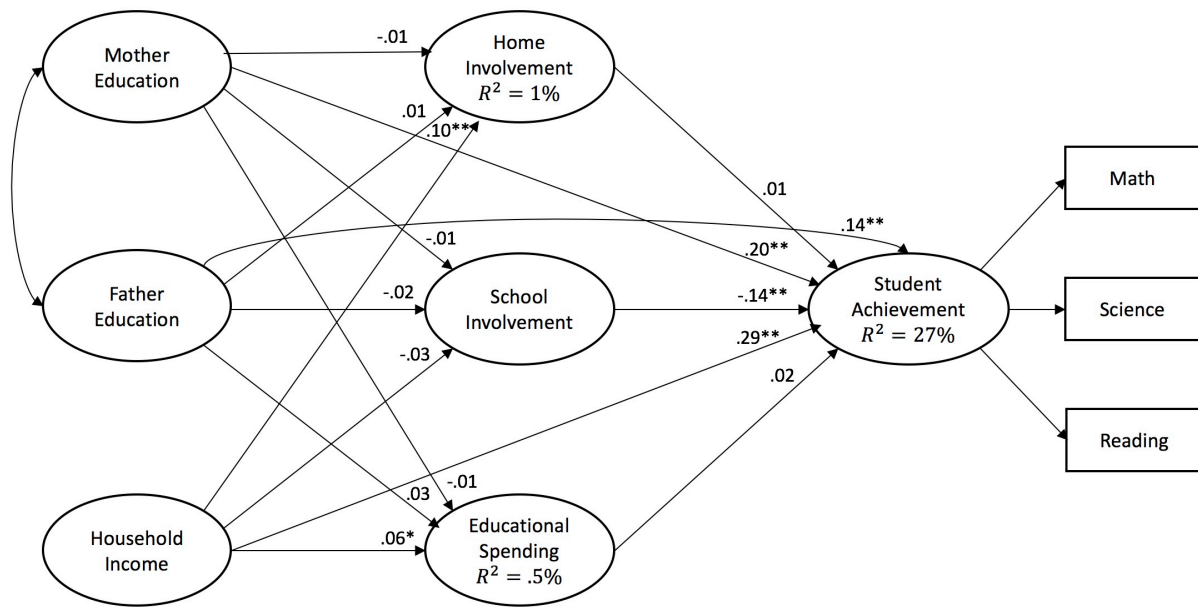 Mother
Education
-.01
Home
Involvement
R² = 1%
.01
.10**
.01
Math
.14**
-.01
.20**
Father
Education
-.02
School
Involvement
-.14**
Student
Achievement
R² = 27%
Science
-.03
.29**
.02
Reading
.03
-.01
Household
Income
.06*
Educational
Spending
R² = .5%